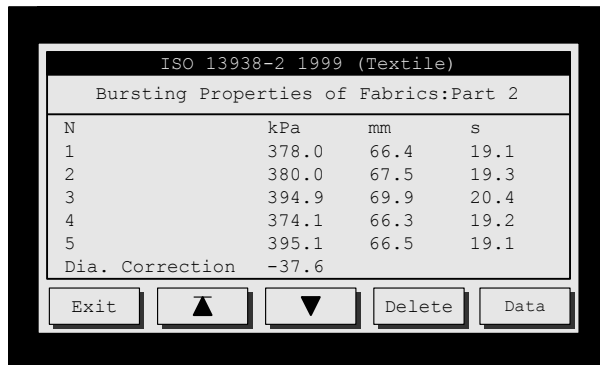 ISO 13938-2 1999 (Textile)
Bursting Properties of Fabrics:Part 2
N kPa mm s
1 378.0 66.4 19.1
2 380.0 67.5 19.3
3 394.9 69.9 20.4
4 374.1 66.3 19.2
5 395.1 66.5 19.1
Dia. Correction -37.6
Exit Delete Data